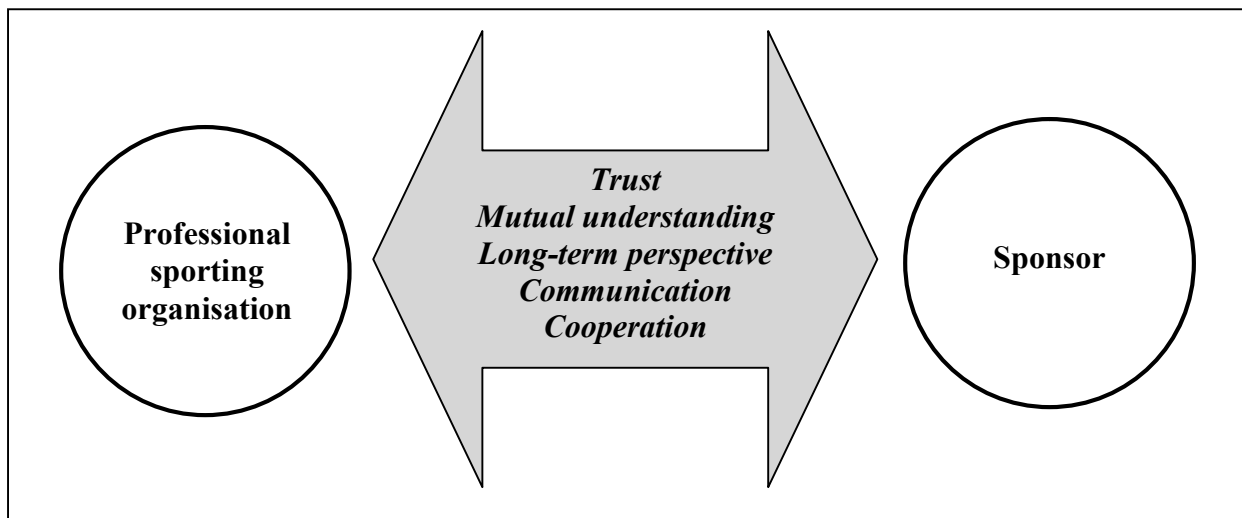 Professional
sporting
organisation
Trust
Mutual understanding
Long-term perspective
Communication
Cooperation
Sponsor